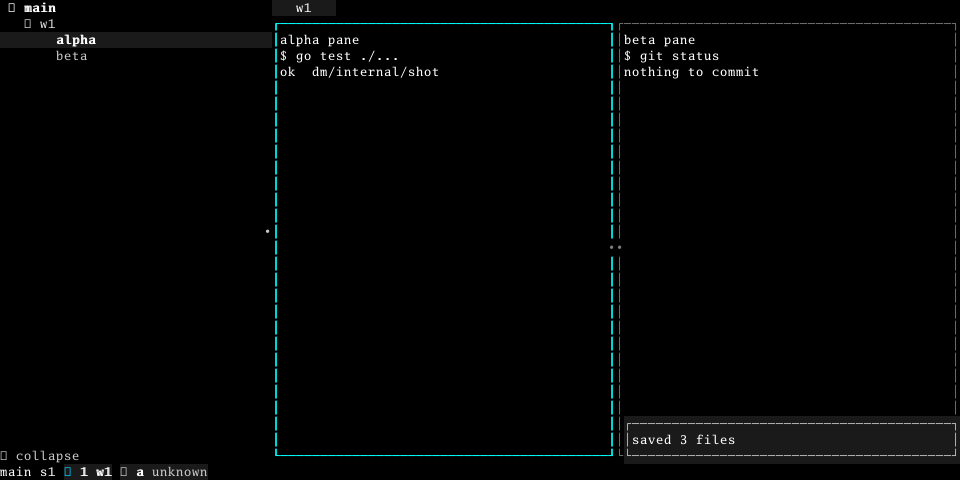 main
w1
alpha
beta
collapse
w1
alpha pane
$ go test ./...
ok  dm/internal/shot
beta pane
$ git status
nothing to commit
saved 3 files
main s1 1 w1 a unknown